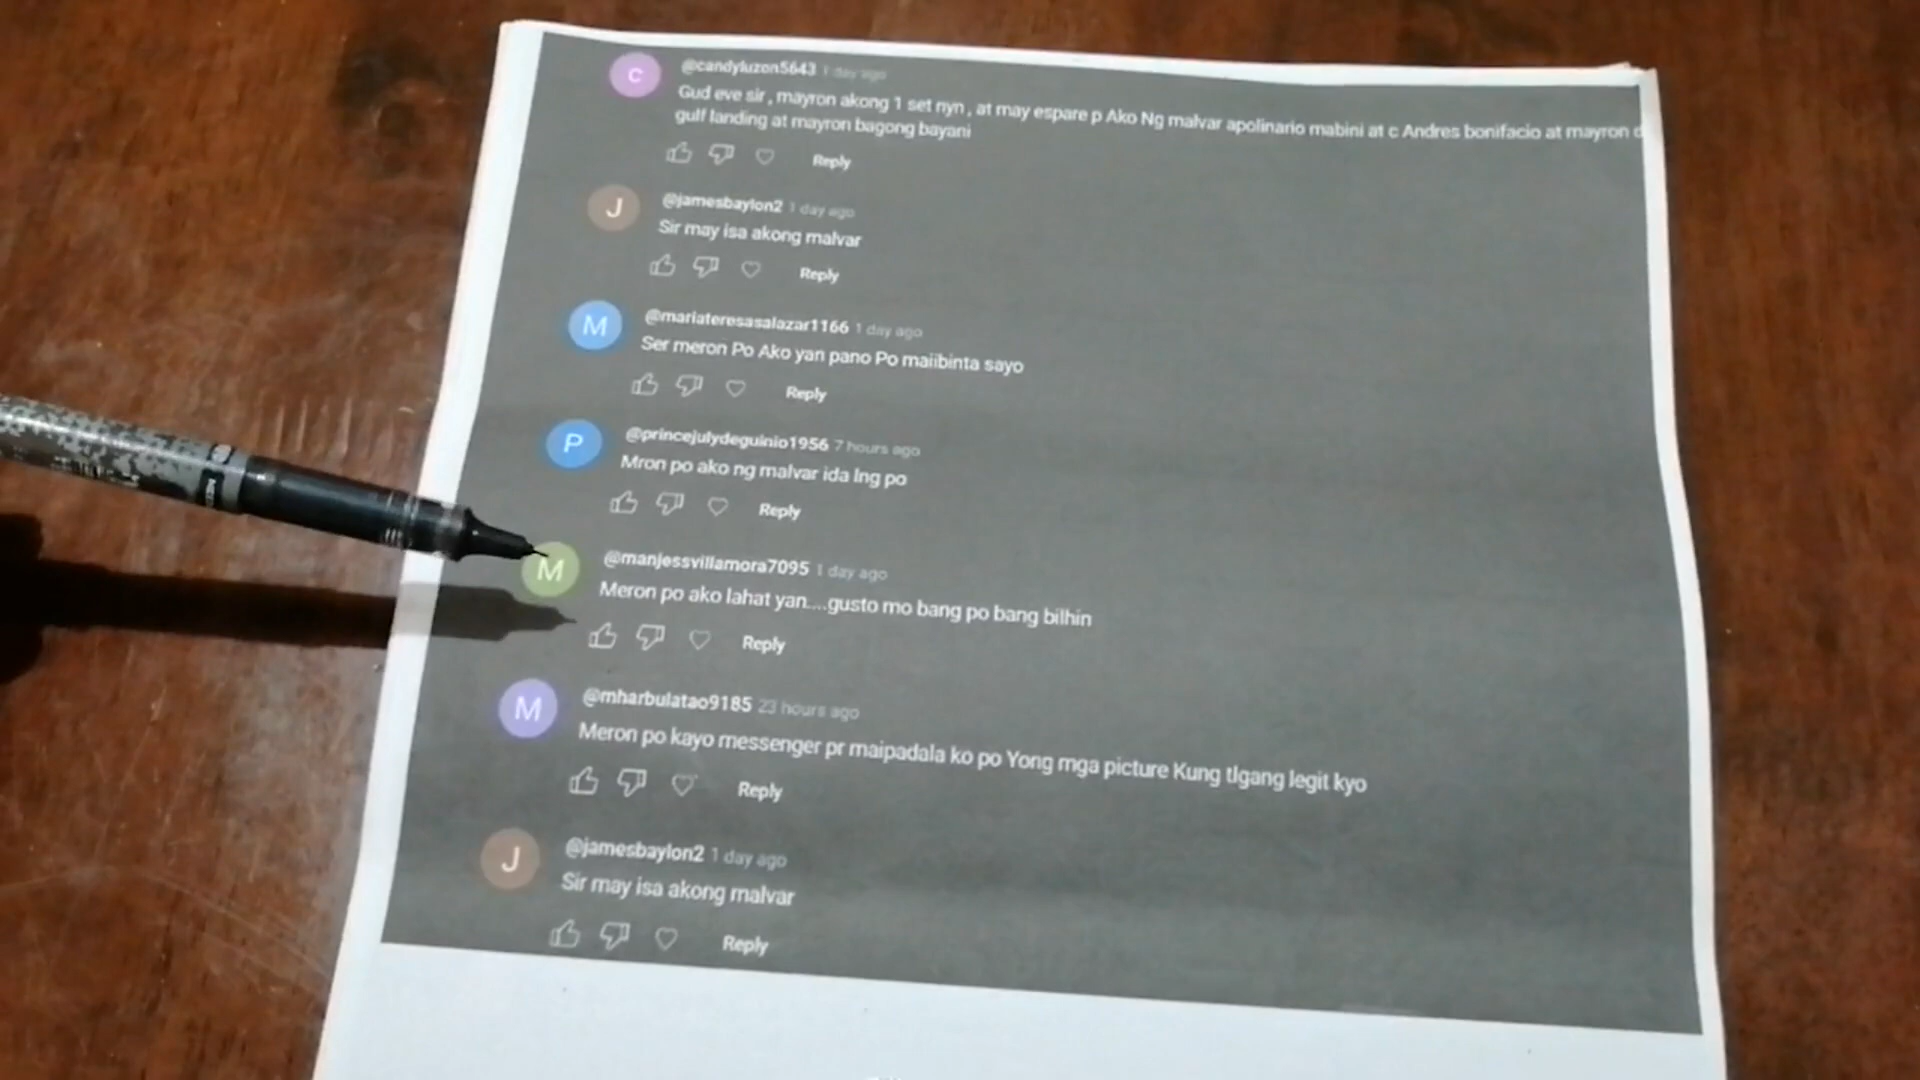 C
@candyluzon5643 1 day ago
Gud eve sir , mayron akong 1 set nyn , at may espare p Ako Ng malvar apolinario mabini at c Andres bonifacio at mayron d
gulf landing at mayron bagong bayani
Reply
J
@jamesbaylon2 1 day ago
Sir may isa akong malvar
Reply
M
@mariateresasalazar1166 1 day ago
Ser meron Po Ako yan pano Po maiibinta sayo
Reply
P
@princejulydeguinio1956 7 hours ago
Mron po ako ng malvar ida lng po
Reply
M
@manjessvillamora7095 1 day ago
Meron po ako lahat yan....gusto mo bang po bang bilhin
Reply
M
@mharbulatao9185 23 hours ago
Meron po kayo messenger pr maipadala ko po Yong mga picture Kung tlgang legit kyo
Reply
J
@jamesbaylon2 1 day ago
Sir may isa akong malvar
Reply